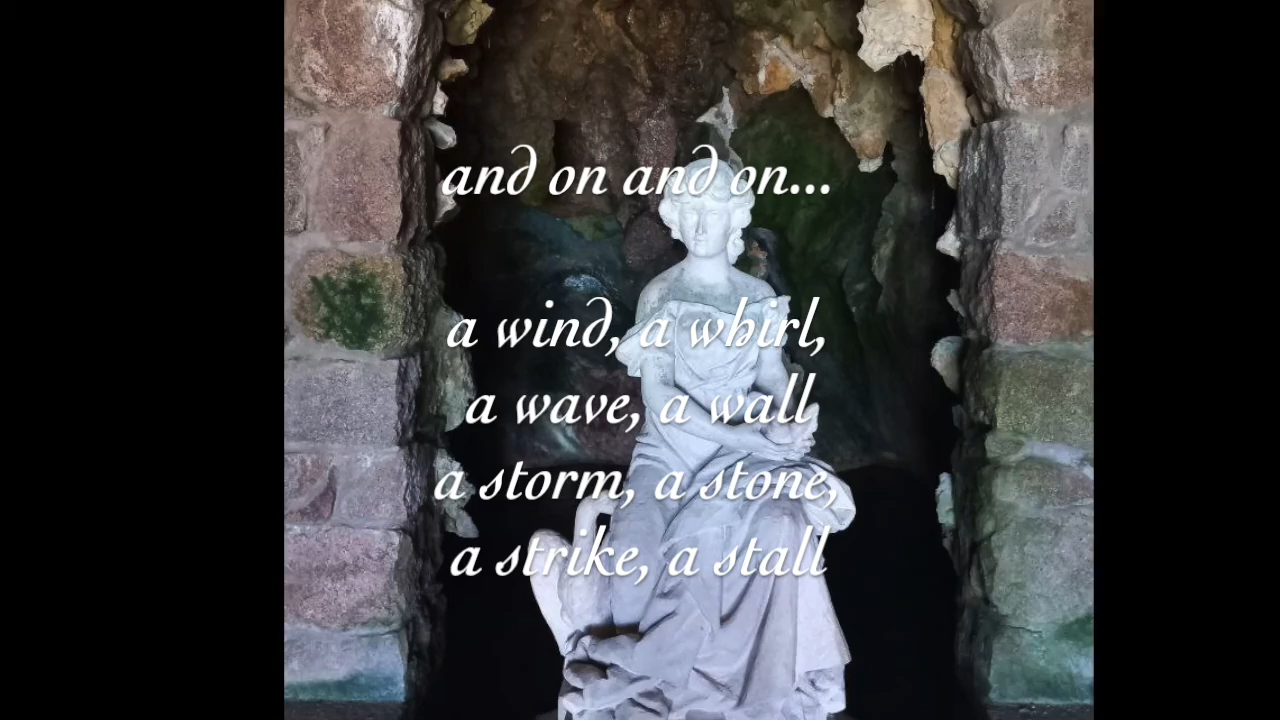 and on and on...
a wind, a whirl,
a wave, a wall
a storm, a stone,
a strike, a stall